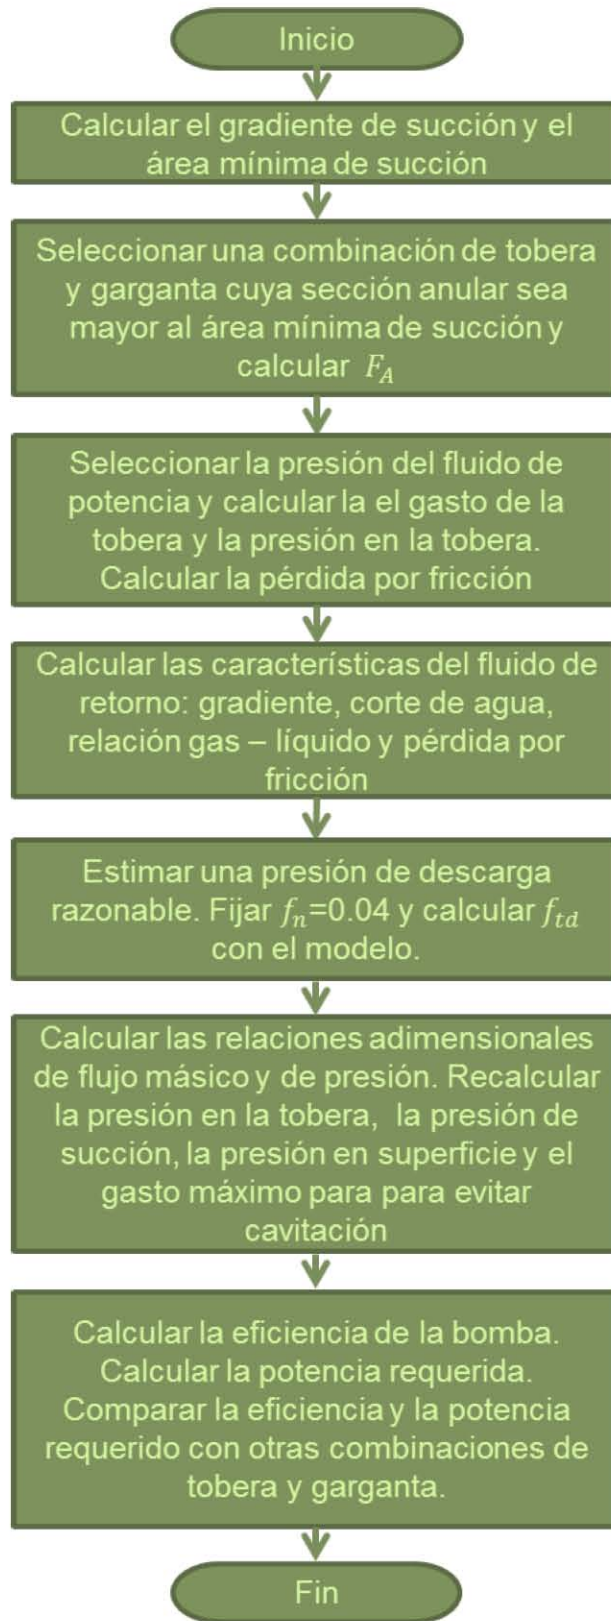 Inicio
Calcular el gradiente de succión y el
área mínima de succión
Seleccionar una combinación de tobera
y garganta cuya sección anular sea
mayor al área mínima de succión y
calcular F_A
Seleccionar la presión del fluido de
potencia y calcular la el gasto de la
tobera y la presión en la tobera.
Calcular la pérdida por fricción
Calcular las características del fluido de
retorno: gradiente, corte de agua,
relación gas – líquido y pérdida por
fricción
Estimar una presión de descarga
razonable. Fijar f_n=0.04 y calcular f_td
con el modelo.
Calcular las relaciones adimensionales
de flujo másico y de presión. Recalcular
la presión en la tobera, la presión de
succión, la presión en superficie y el
gasto máximo para para evitar
cavitación
Calcular la eficiencia de la bomba.
Calcular la potencia requerida.
Comparar la eficiencia y la potencia
requerido con otras combinaciones de
tobera y garganta.
Fin